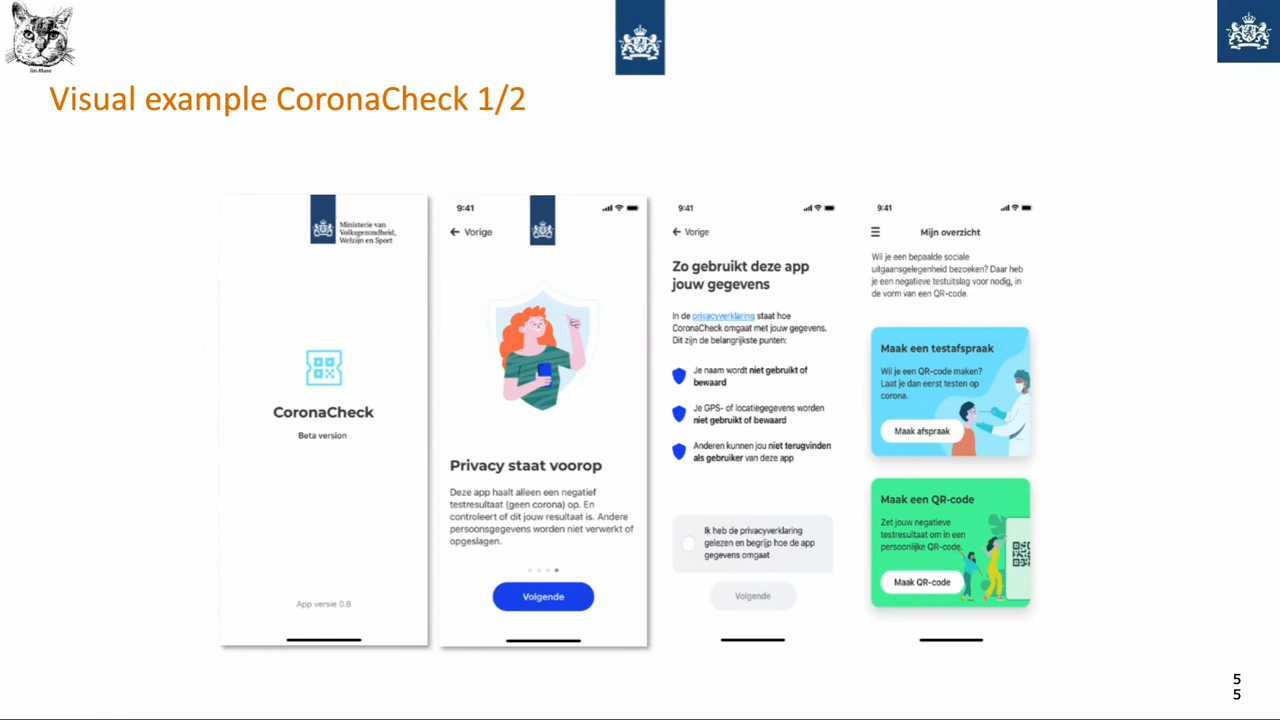 Visual example CoronaCheck 1/2
Ministerie van
Volksgezondheid,
Welzijn en Sport
CoronaCheck
Beta version
App versie 0.8
9:41
Vorige
Privacy staat voorop
Deze app haalt alleen een negatief
testresultaat (geen corona) op. En
controleert of dit jouw resultaat is. Andere
persoonsgegevens worden niet verwerkt of
opgeslagen.
Volgende
9:41
Vorige
Zo gebruikt deze app
jouw gegevens
In de privacyverklaring staat hoe
CoronaCheck omgaat met jouw gegevens.
Dit zijn de belangrijkste punten:
Je naam wordt niet gebruikt of
bewaard
Je GPS- of locatiegegevens worden
niet gebruikt of bewaard
Anderen kunnen jou niet terugvinden
als gebruiker van deze app
Ik heb de privacyverklaring
gelezen en begrijp hoe de app
gegevens omgaat
Volgende
9:41
Mijn overzicht
Wil je een bepaalde sociale
uitgaansgelegenheid bezoeken? Daar heb
je een negatieve testuitslag voor nodig, in
de vorm van een QR-code.
Maak een testafspraak
Wil je een QR-code maken?
Laat je dan eerst testen op
corona.
Maak afspraak
Maak een QR-code
Zet jouw negatieve
testresultaat om in een
persoonlijke QR-code.
Maak QR-code
5
5